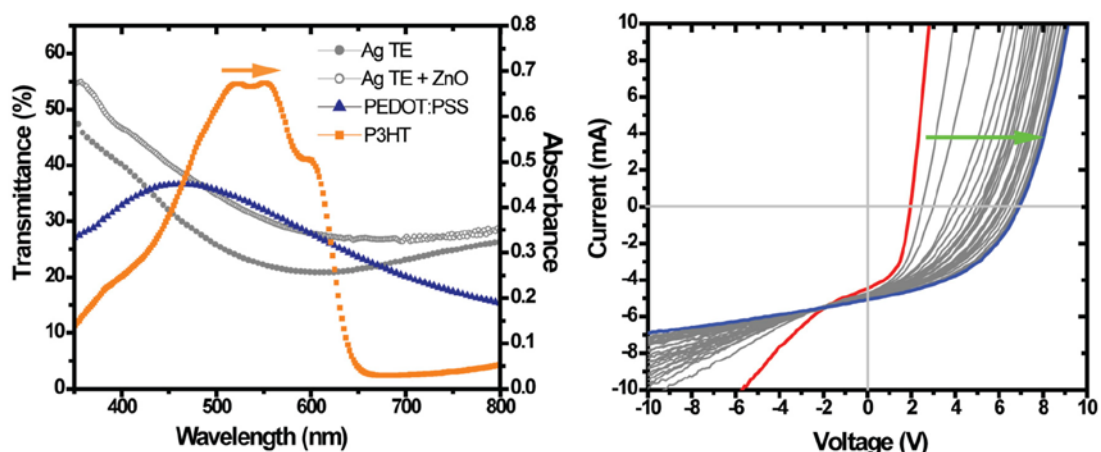 Transmittance (%)
60
50
40
30
20
10
0
400 500 600 700 800
Wavelength (nm)
Ag TE
Ag TE + ZnO
PEDOT:PSS
P3HT
0.8
0.7
0.6
0.5
0.4
0.3
0.2
0.1
0.0
Absorbance
Current (mA)
10
8
6
4
2
0
-2
-4
-6
-8
-10
-10 -8 -6 -4 -2 0 2 4 6 8 10
Voltage (V)